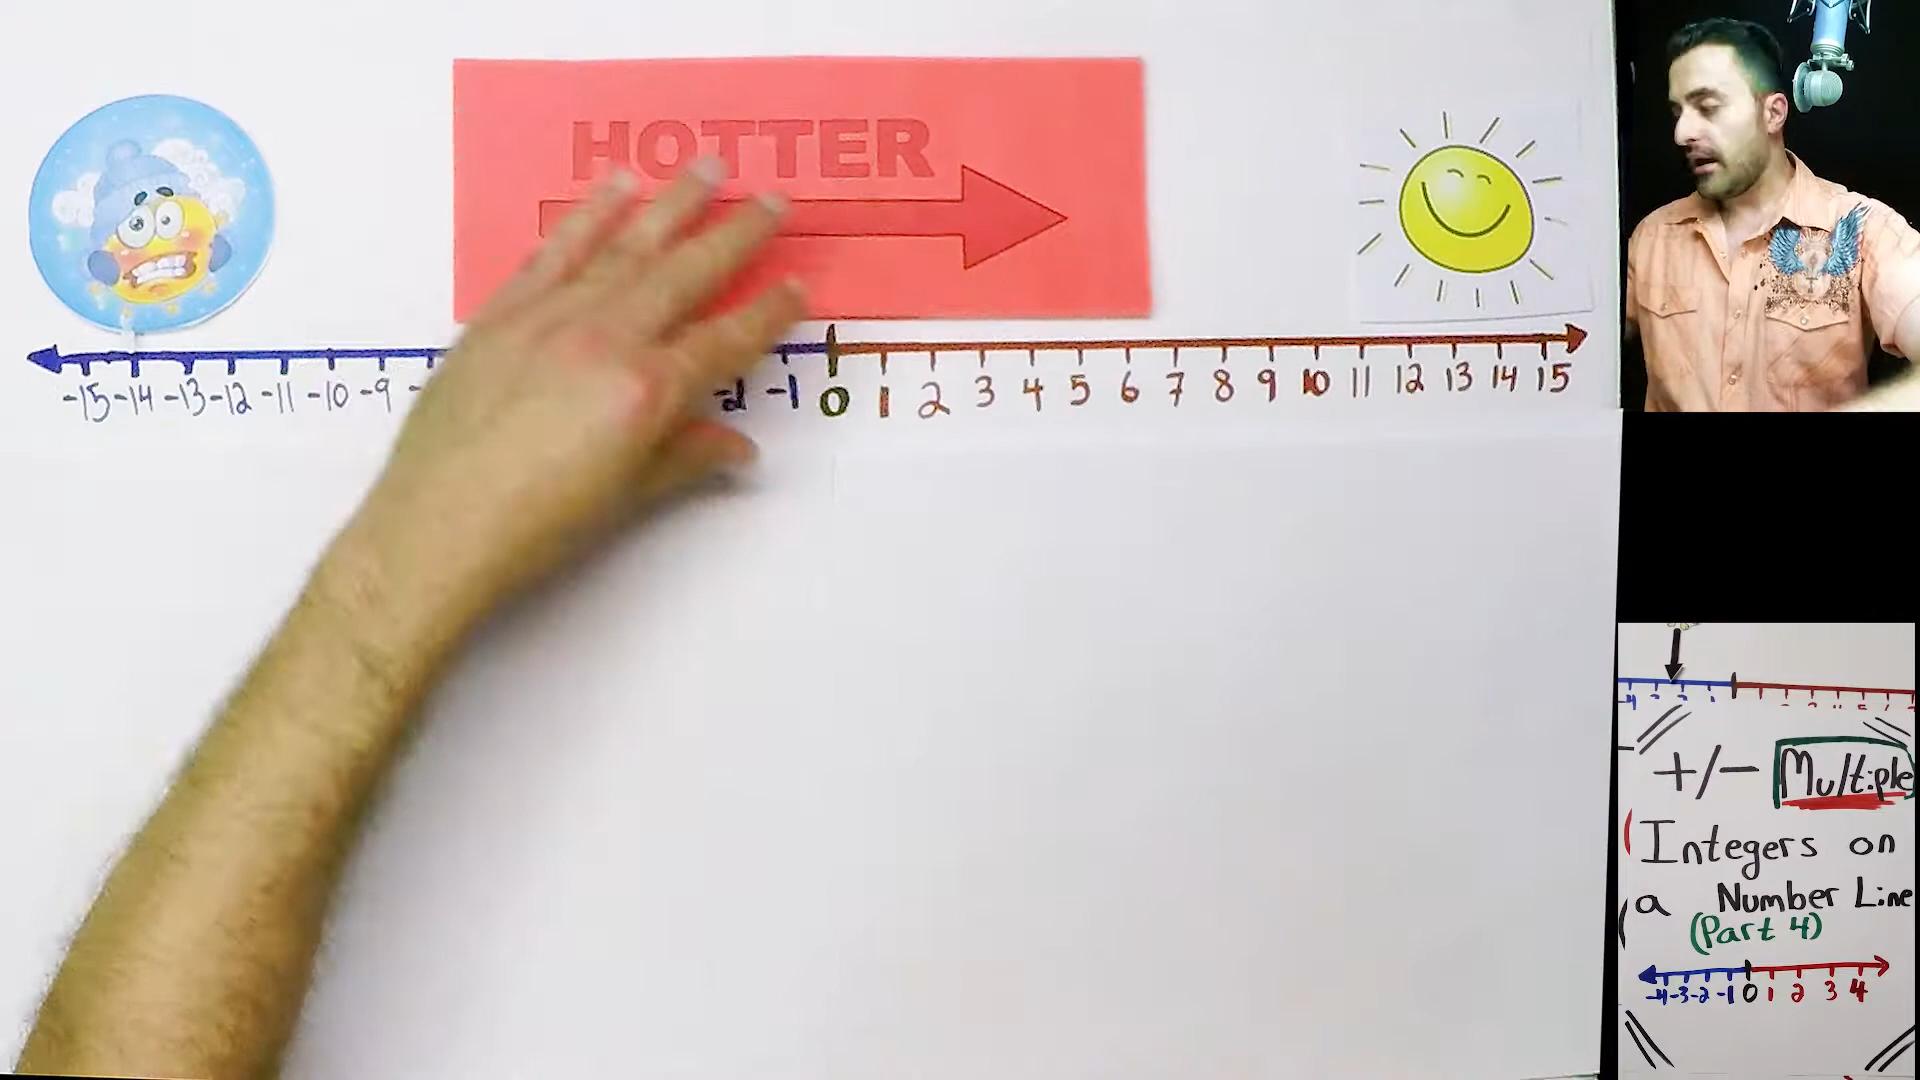 HOTTER
-15 -14 -13 -12 -11 -10 -9 -2 -1 0 1 2 3 4 5 6 7 8 9 10 11 12 13 14 15
-4
+/- Multiple
Integers on
a Number Line
(Part 4)
-4 -3 -2 -1 0 1 2 3 4